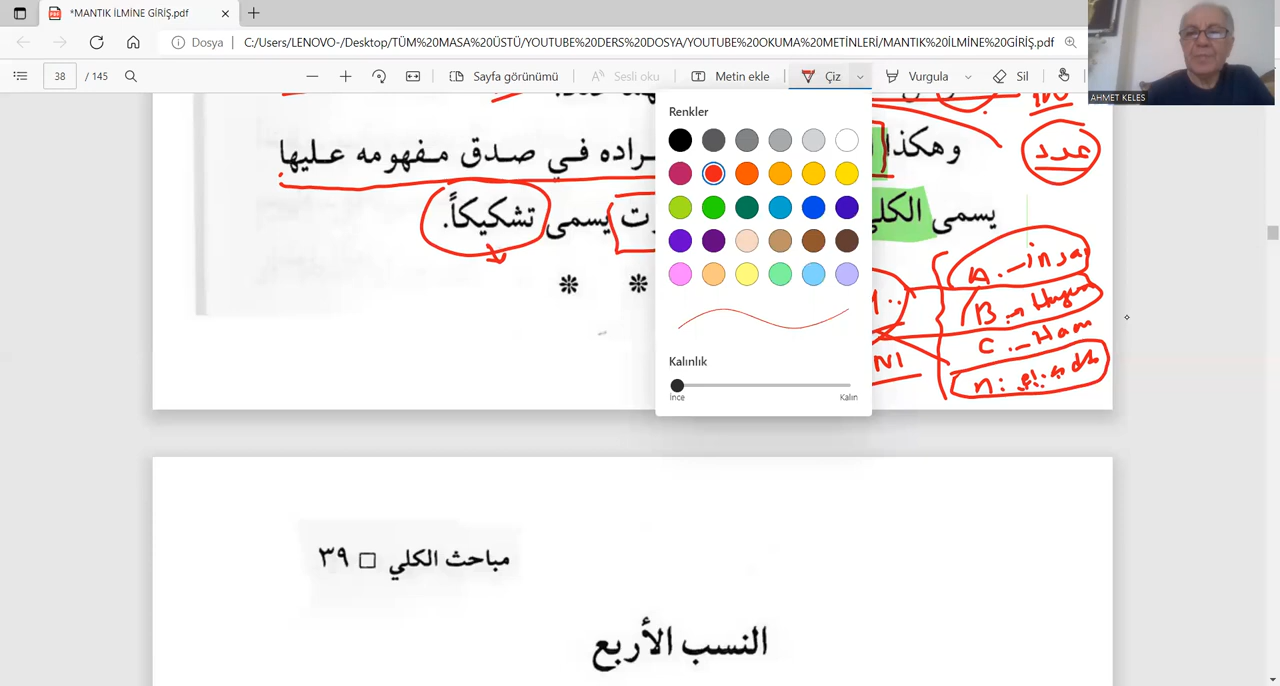 *MANTIK İLMİNE GİRİŞ.pdf
Dosya
C:/Users/LENOVO-/Desktop/TÜM%20MASA%20ÜSTÜ/YOUTUBE%20DERS%20DOSYA/YOUTUBE%20OKUMA%20METİNLERİ/MANTIK%20İLMİNE%20GİRİŞ.pdf
38 / 145
Sayfa görünümü
Sesli oku
Metin ekle
Çiz
Vurgula
Sil
AHMET KELES
Renkler
وهكذا
ـراده في صدق مفهومه عليها
عدد
يسمى
ت يسمى تشكيكاً.
A.-insa
B.-
C.-Ham
n:
Kalınlık
İnce
Kalın
مباحث الكلي □ ٣٩
النسب الأربع